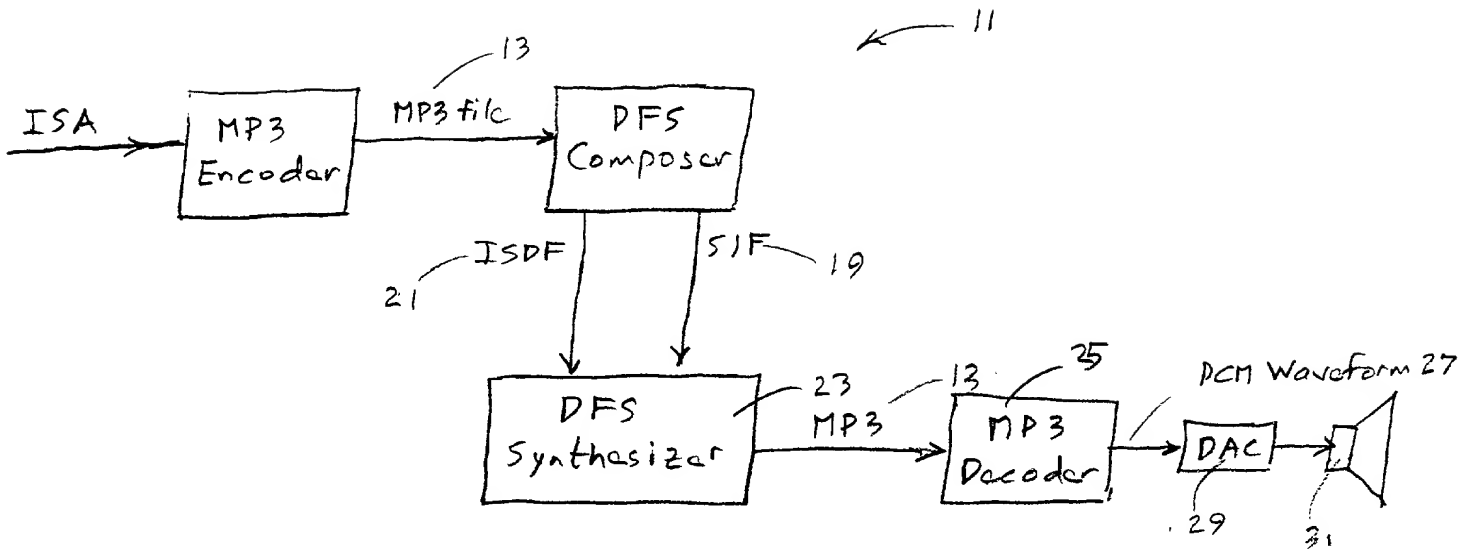 11
13
ISA
MP3
Encoder
MP3 file
DFS
Composer
ISDF
21
SIF
19
DFS
Synthesizer
23
MP3
13
25
MP3
Decoder
PCM Waveform 27
DAC
29
31